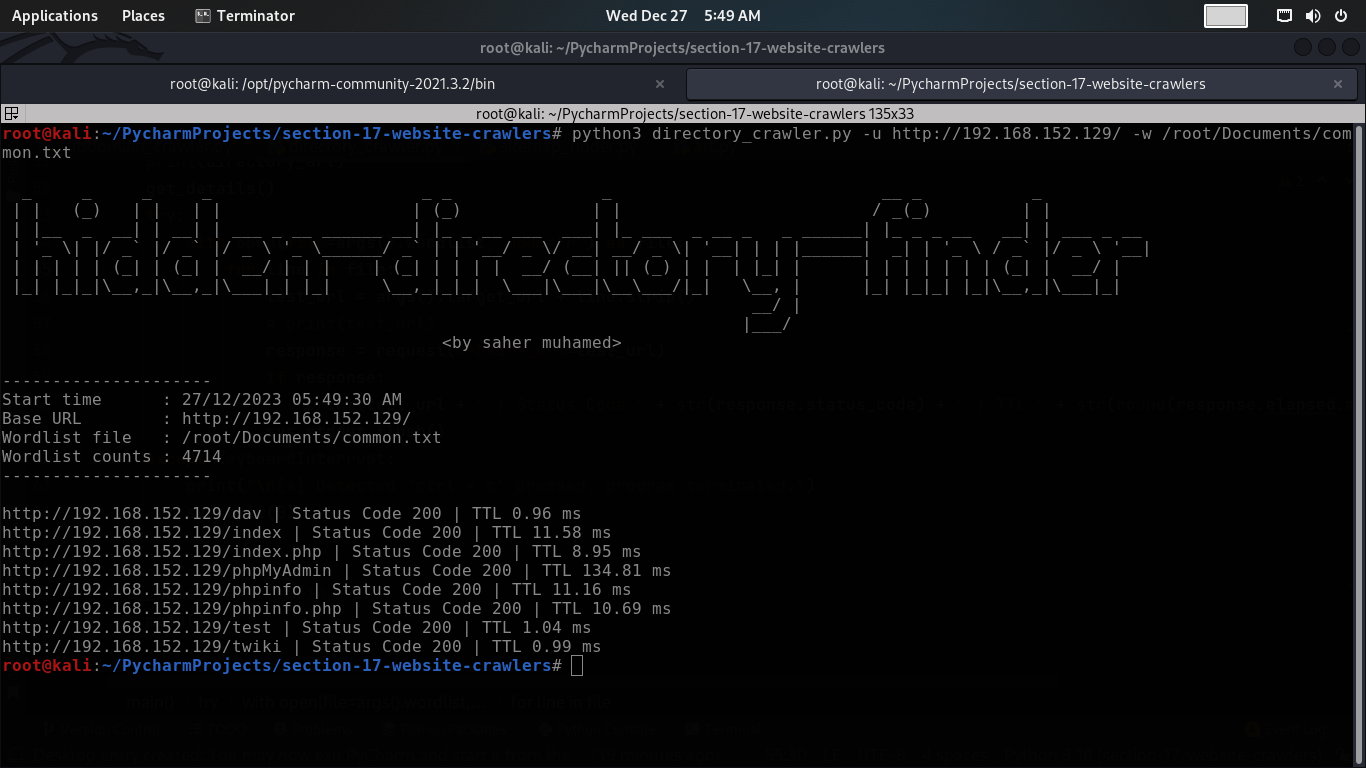 Applications Places Terminator Wed Dec 27 5:49 AM
root@kali: ~/PycharmProjects/section-17-website-crawlers
root@kali: /opt/pycharm-community-2021.3.2/bin × root@kali: ~/PycharmProjects/section-17-website-crawlers ×
root@kali: ~/PycharmProjects/section-17-website-crawlers 135x33
root@kali:~/PycharmProjects/section-17-website-crawlers# python3 directory_crawler.py -u http://192.168.152.129/ -w /root/Documents/com
mon.txt
hidden-directory-finder
<by saher muhamed>
---------------------
Start time      : 27/12/2023 05:49:30 AM
Base URL        : http://192.168.152.129/
Wordlist file   : /root/Documents/common.txt
Wordlist counts : 4714
---------------------
http://192.168.152.129/dav | Status Code 200 | TTL 0.96 ms
http://192.168.152.129/index | Status Code 200 | TTL 11.58 ms
http://192.168.152.129/index.php | Status Code 200 | TTL 8.95 ms
http://192.168.152.129/phpMyAdmin | Status Code 200 | TTL 134.81 ms
http://192.168.152.129/phpinfo | Status Code 200 | TTL 11.16 ms
http://192.168.152.129/phpinfo.php | Status Code 200 | TTL 10.69 ms
http://192.168.152.129/test | Status Code 200 | TTL 1.04 ms
http://192.168.152.129/twiki | Status Code 200 | TTL 0.99 ms
root@kali:~/PycharmProjects/section-17-website-crawlers#